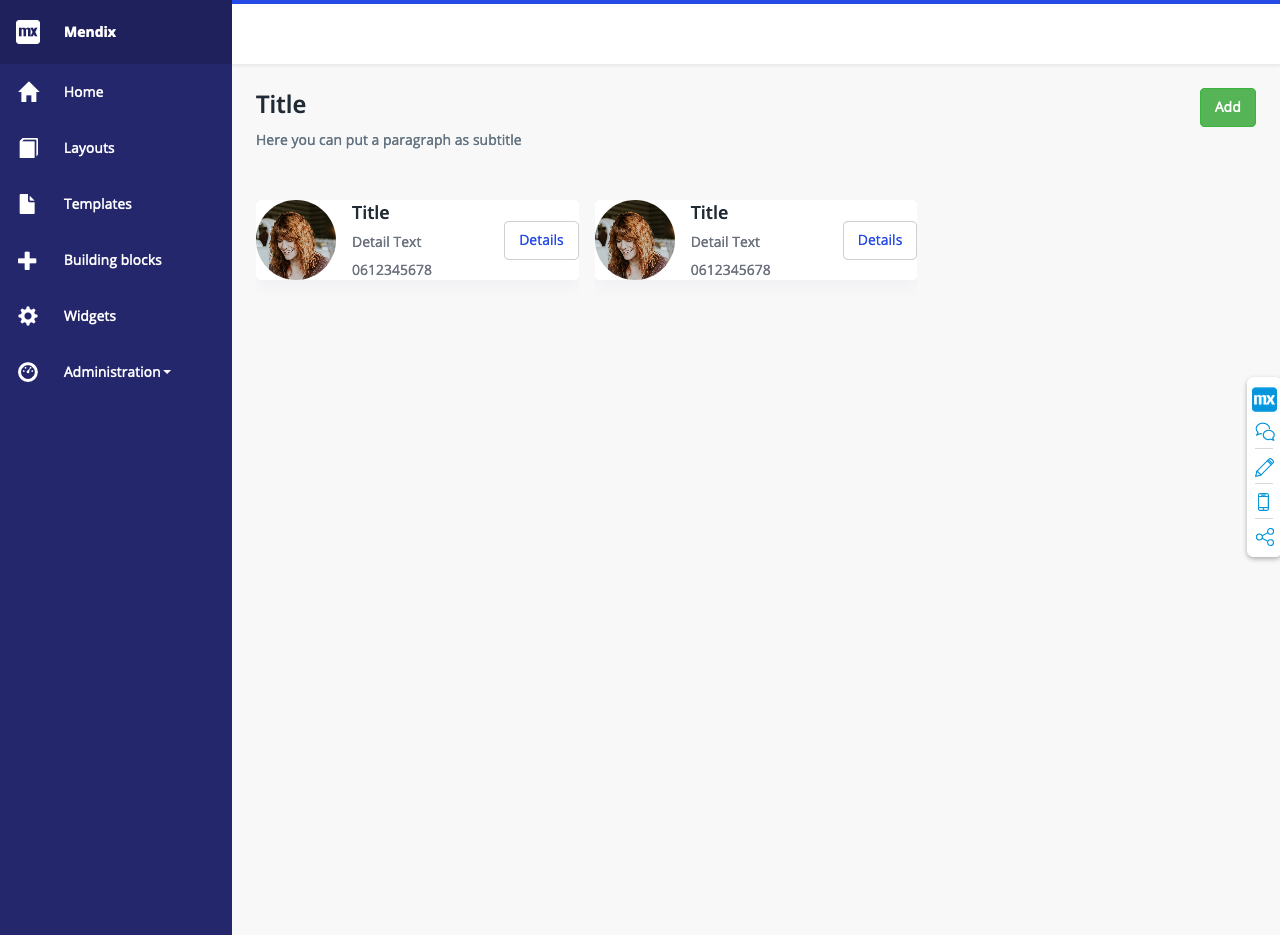 mx Mendix
Home
Layouts
Templates
Building blocks
Widgets
Administration
Title
Add
Here you can put a paragraph as subtitle
Title
Detail Text
0612345678
Details
Title
Detail Text
0612345678
Details
mx